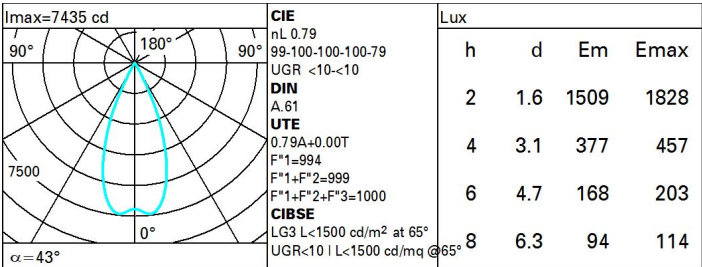 Imax=7435 cd
90° 180° 90°
7500
0°
α=43°
CIE
nL 0.79
99-100-100-100-79
UGR <10-<10
DIN
A.61
UTE
0.79A+0.00T
F"1=994
F"1+F"2=999
F"1+F"2+F"3=1000
CIBSE
LG3 L<1500 cd/m² at 65°
UGR<10 | L<1500 cd/mq @65°
Lux
h d Em Emax
2 1.6 1509 1828
4 3.1 377 457
6 4.7 168 203
8 6.3 94 114